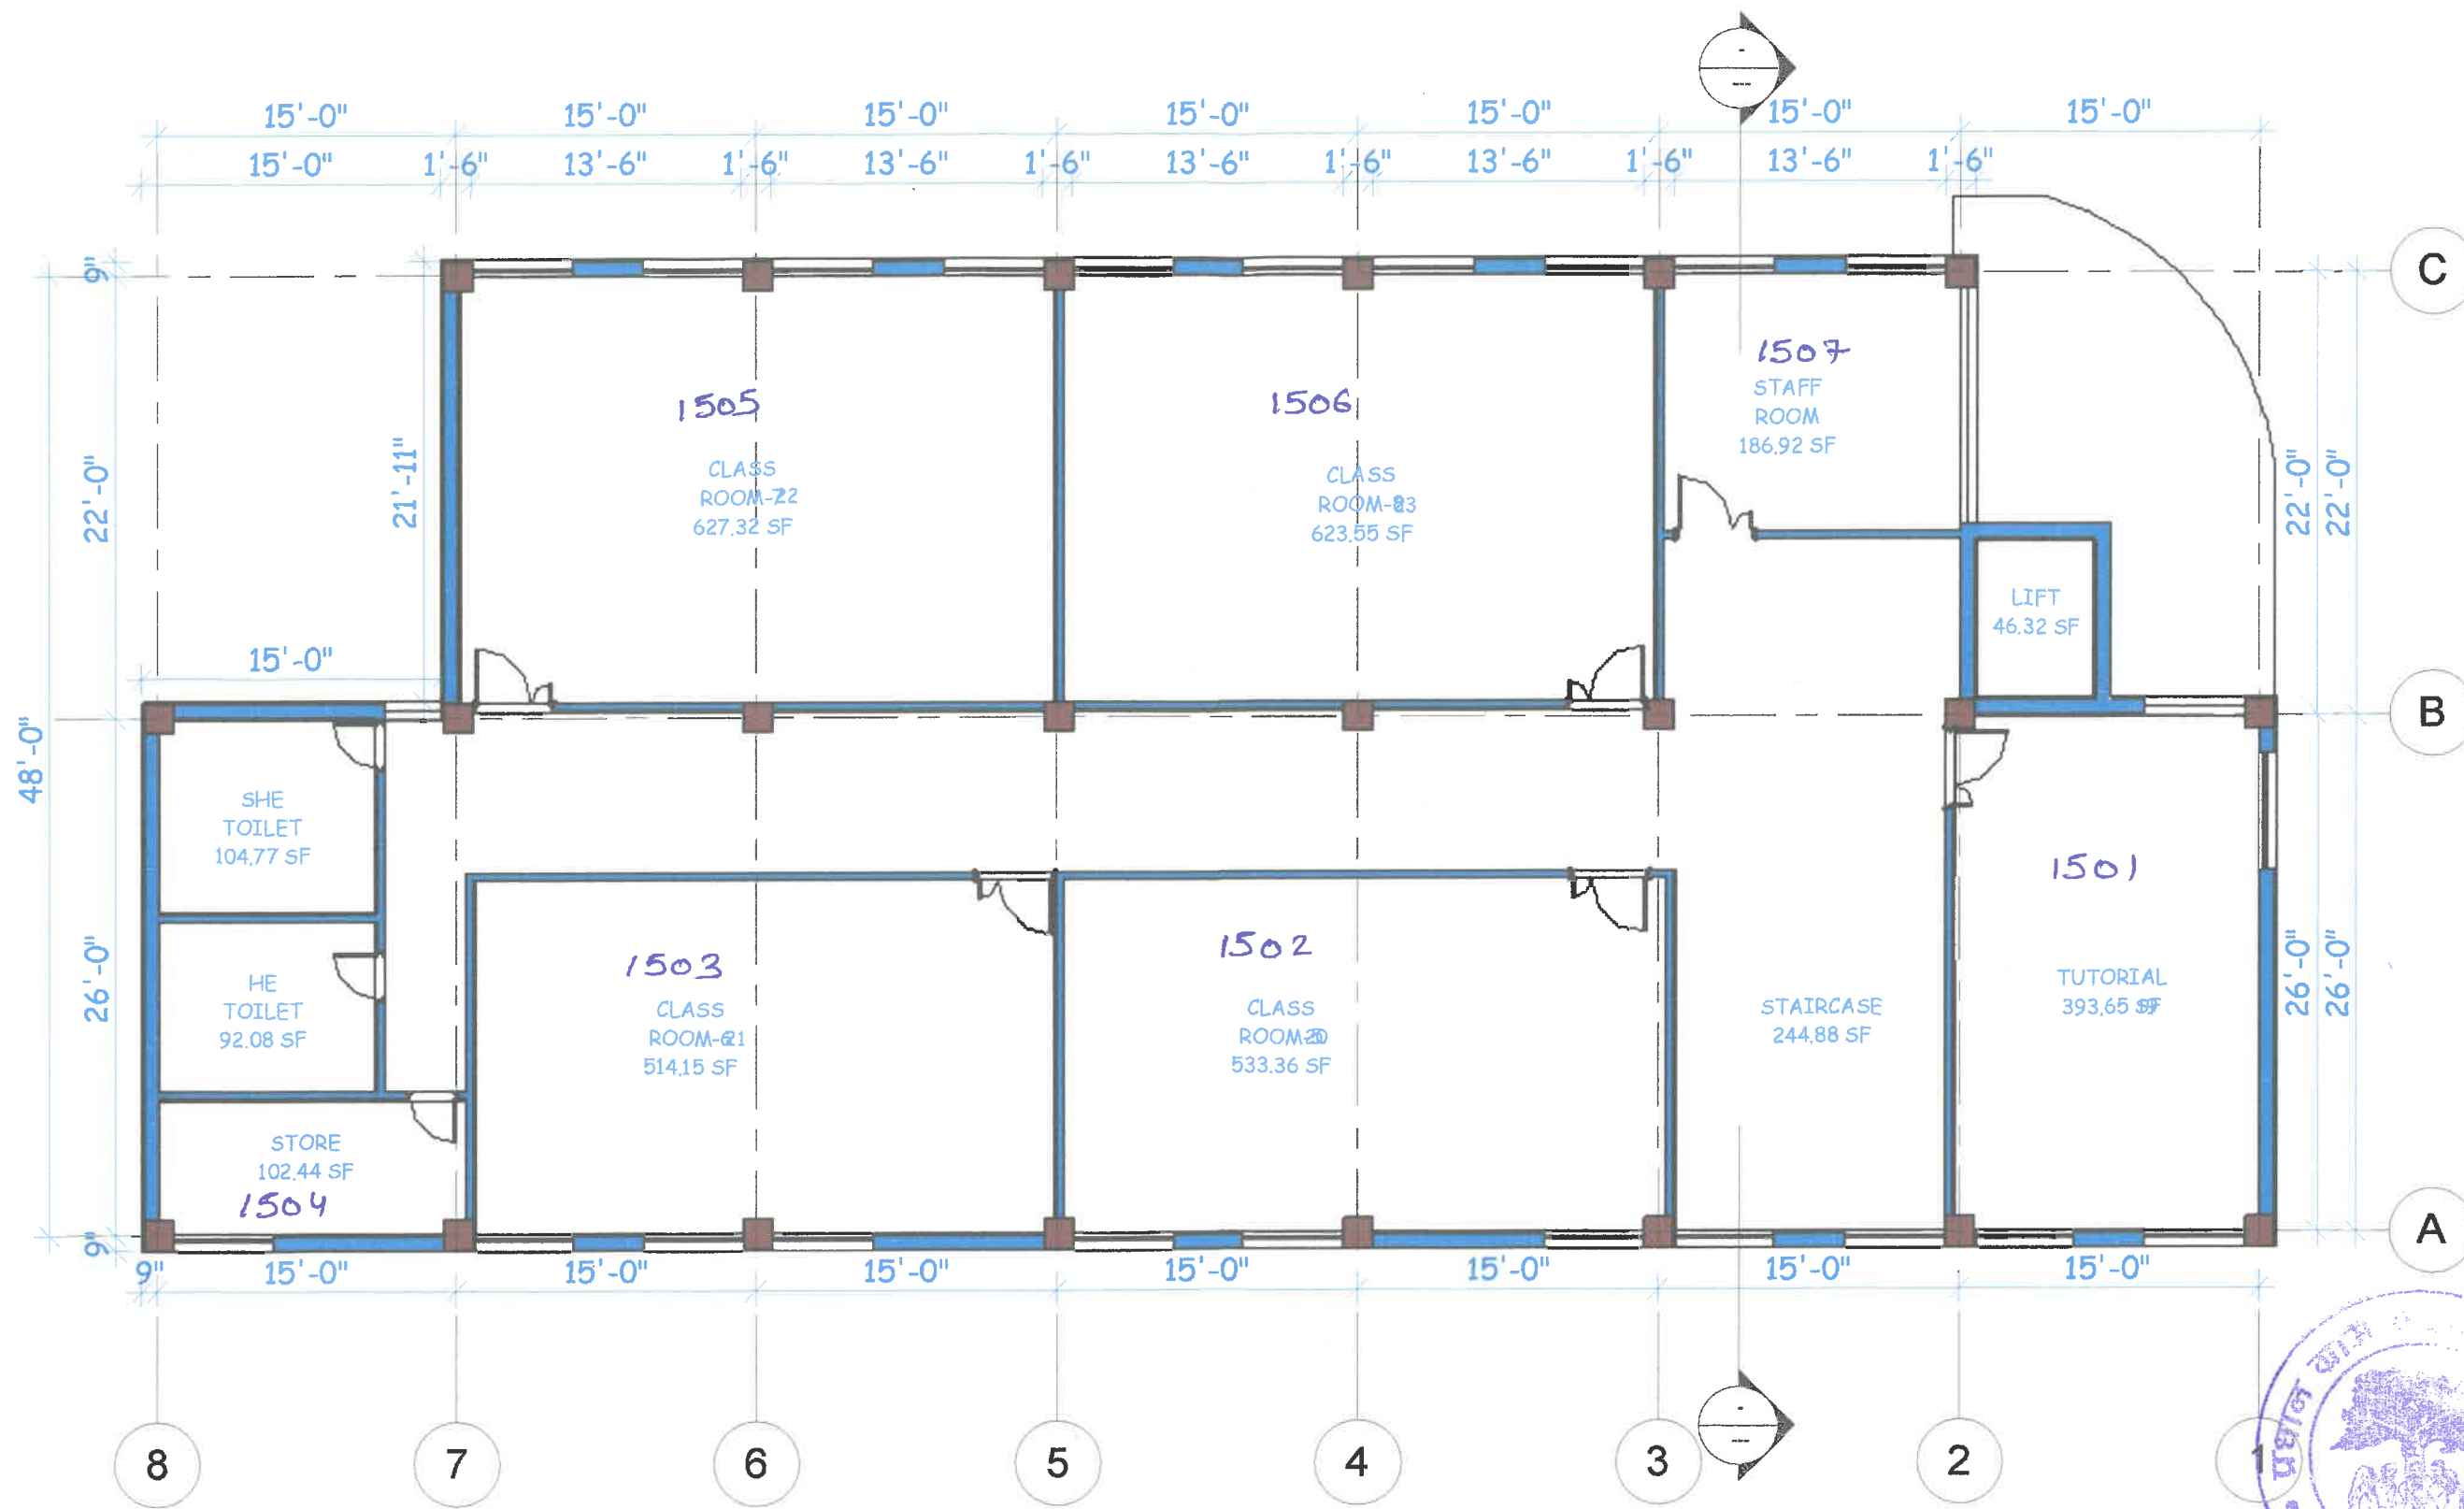 -
---
15'-0" 15'-0" 15'-0" 15'-0" 15'-0" 15'-0" 15'-0"
15'-0" 1'-6" 13'-6" 1'-6" 13'-6" 1'-6" 13'-6" 1'-6" 13'-6" 1'-6" 13'-6" 1'-6"
9"
C
1505
CLASS
ROOM-
627.32 SF
1506
CLASS
ROOM-
623.55 SF
1507
STAFF
ROOM
186.92 SF
22'-0"
21'-11"
22'-0"
22'-0"
LIFT
46.32 SF
15'-0"
B
48'-0"
SHE
TOILET
104.77 SF
HE
TOILET
92.08 SF
STORE
102.44 SF
1504
26'-0"
1503
CLASS
ROOM-
514.15 SF
1502
CLASS
533.36 SF
STAIRCASE
244.88 SF
1501
TUTORIAL
393.65
26'-0"
26'-0"
9"
A
9" 15'-0" 15'-0" 15'-0" 15'-0" 15'-0" 15'-0" 15'-0"
-
---
8 7 6 5 4 3 2 1